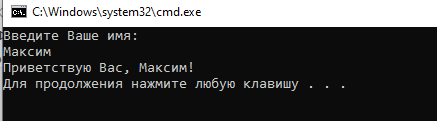 C:\Windows\system32\cmd.exe
Введите Ваше имя:
Максим
Приветствую Вас, Максим!
Для продолжения нажмите любую клавишу . . .